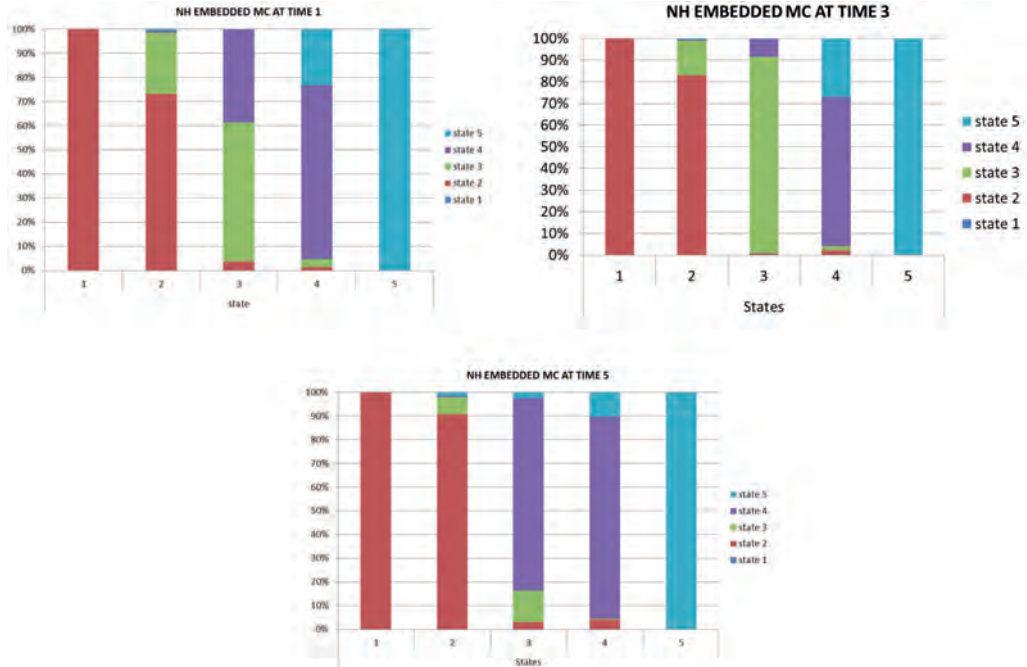 NH EMBEDDED MC AT TIME 1
100%
90%
80%
70%
60%
50%
40%
30%
20%
10%
0%
1 2 3 4 5
state
state 5
state 4
state 3
state 2
state 1
NH EMBEDDED MC AT TIME 3
100%
90%
80%
70%
60%
50%
40%
30%
20%
10%
0%
1 2 3 4 5
States
state 5
state 4
state 3
state 2
state 1
NH EMBEDDED MC AT TIME 5
100%
90%
80%
70%
60%
50%
40%
30%
20%
10%
0%
1 2 3 4 5
States
state 5
state 4
state 3
state 2
state 1